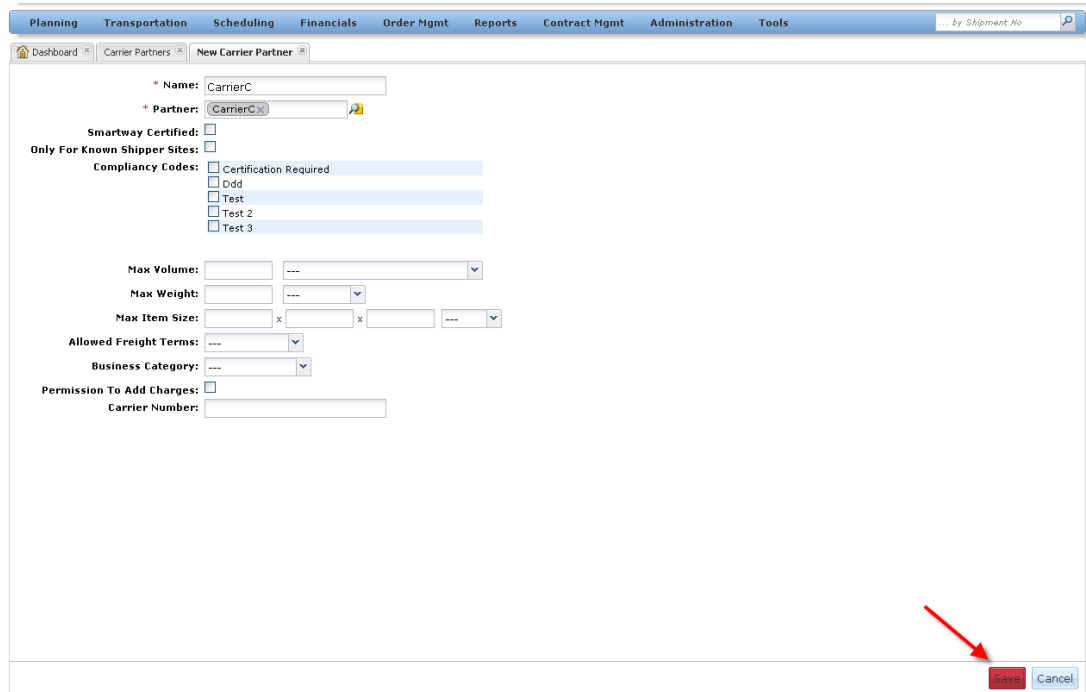 Planning Transportation Scheduling Financials Order Mgmt Reports Contract Mgmt Administration Tools ... by Shipment No
Dashboard Carrier Partners New Carrier Partner
* Name: CarrierC
* Partner: CarrierC
Smartway Certified:
Only For Known Shipper Sites:
Compliancy Codes: Certification Required
Ddd
Test
Test 2
Test 3
Max Volume: ---
Max Weight: ---
Max Item Size: x x ---
Allowed Freight Terms: ---
Business Category: ---
Permission To Add Charges:
Carrier Number:
Save Cancel